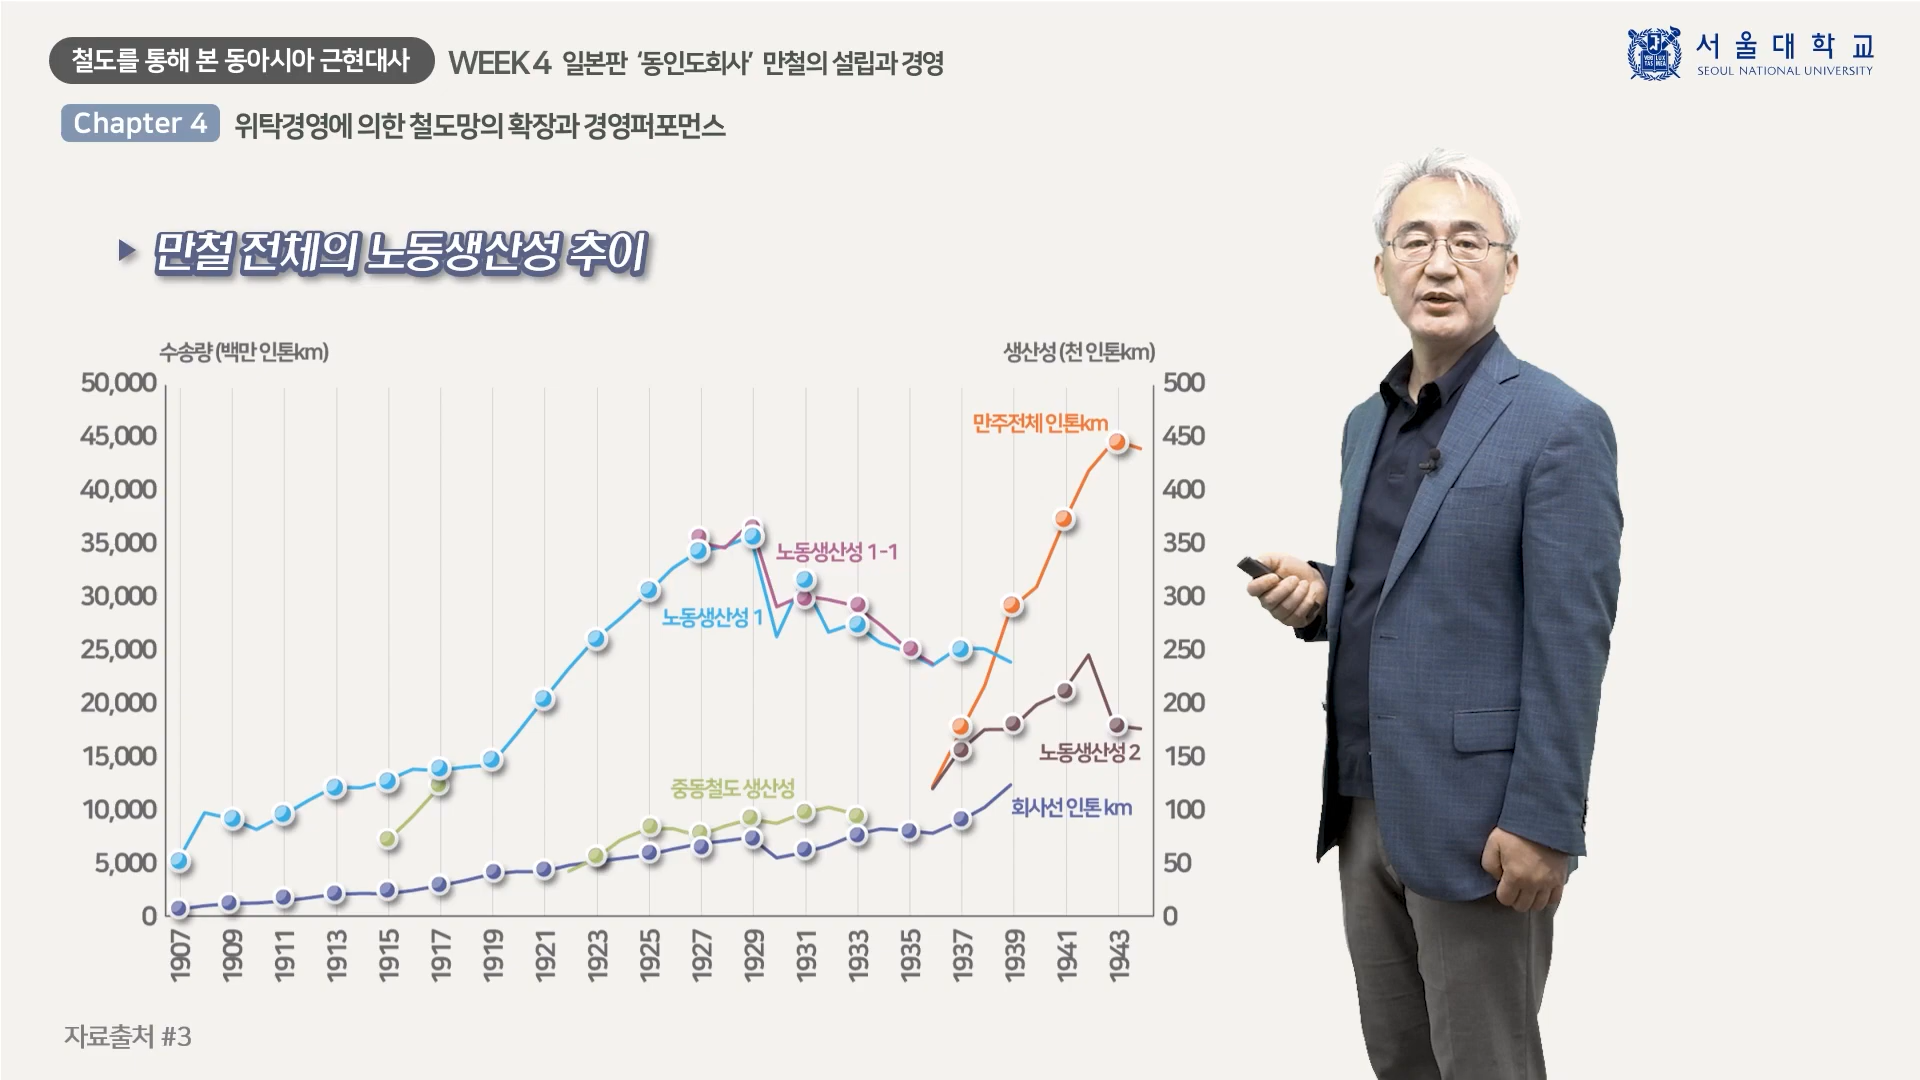 철도를 통해 본 동아시아 근현대사 WEEK 4 일본판 ‘동인도회사’ 만철의 설립과 경영
서울대학교
SEOUL NATIONAL UNIVERSITY
Chapter 4 위탁경영에 의한 철도망의 확장과 경영퍼포먼스
만철 전체의 노동생산성 추이
수송량 (백만 인톤km)
생산성 (천 인톤km)
50,000
45,000
40,000
35,000
30,000
25,000
20,000
15,000
10,000
5,000
0
500
450
400
350
300
250
200
150
100
50
0
만주전체 인톤km
노동생산성 1-1
노동생산성 1
노동생산성 2
중동철도 생산성
회사선 인톤 km
1907 1909 1911 1913 1915 1917 1919 1921 1923 1925 1927 1929 1931 1933 1935 1937 1939 1941 1943
자료출처 #3